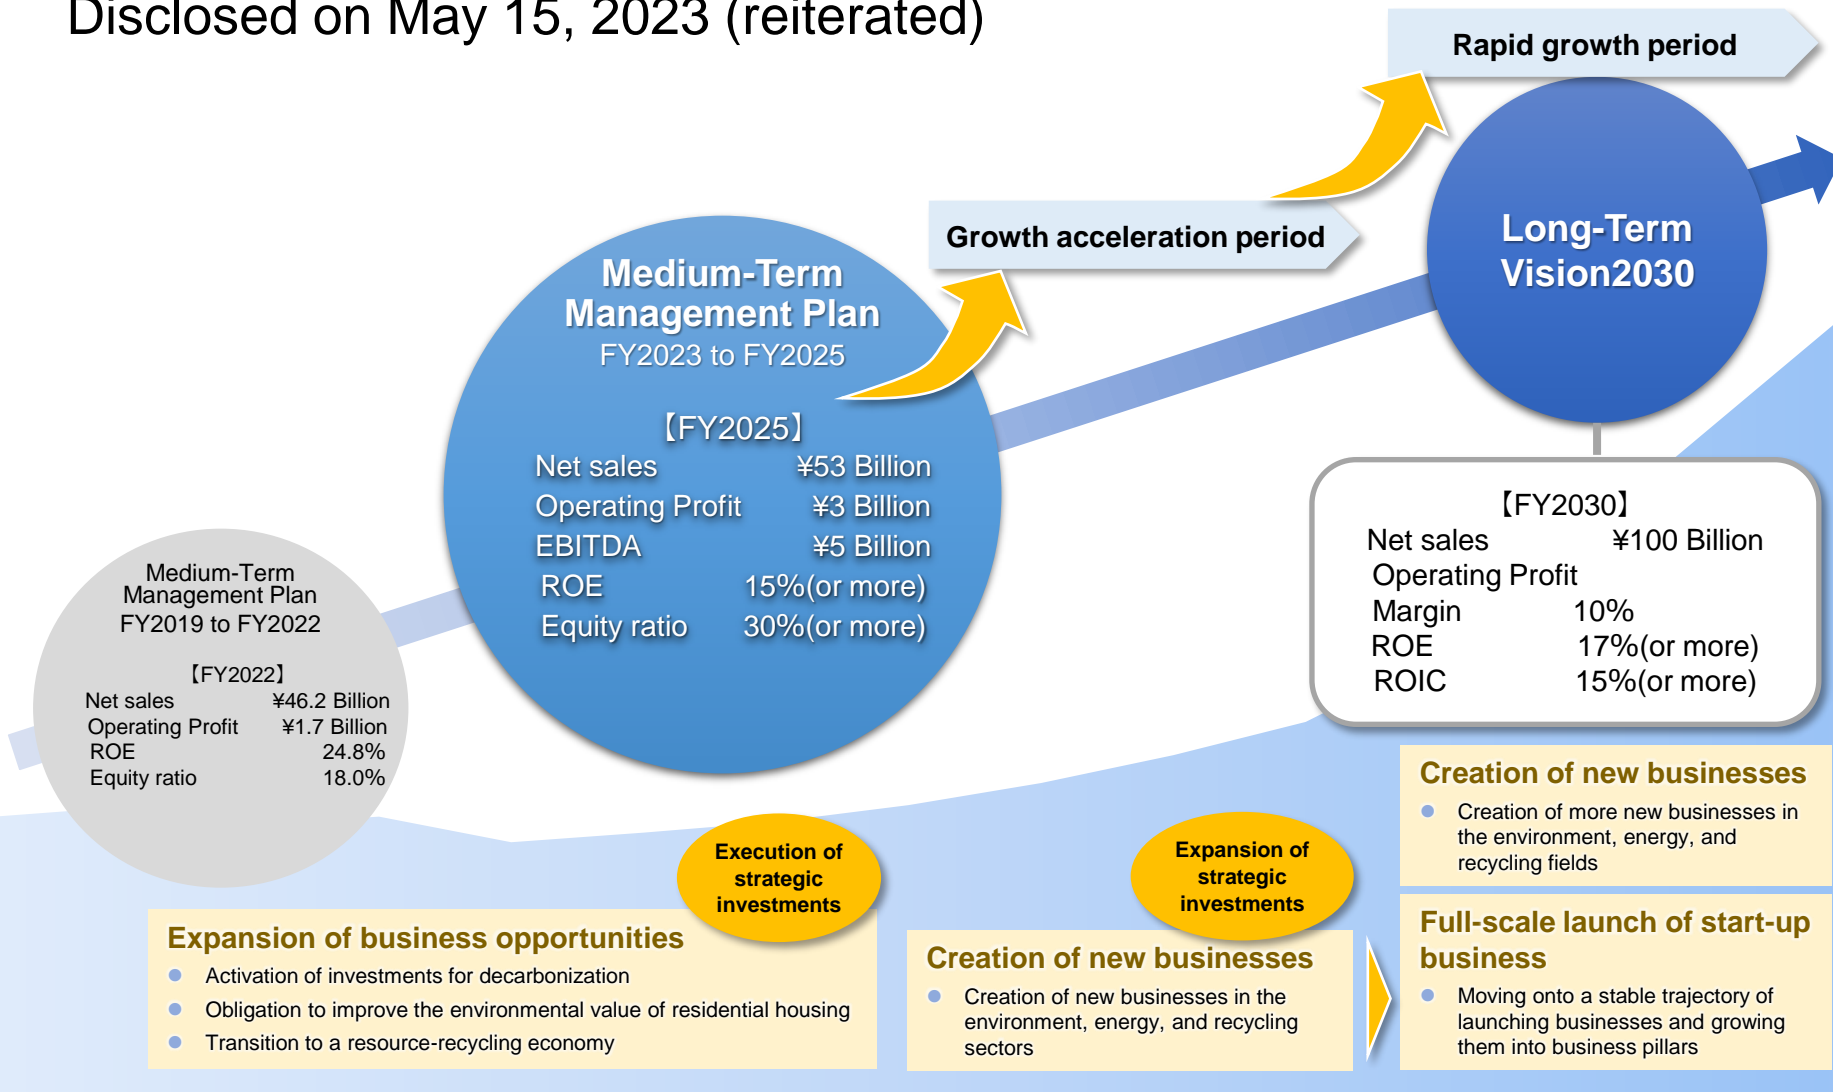 Disclosed on May 15, 2023 (reiterated)
Rapid growth period
Growth acceleration period
Long-Term
Vision2030
Medium-Term
Management Plan
FY2023 to FY2025
【FY2025】
Net sales ¥53 Billion
Operating Profit ¥3 Billion
EBITDA ¥5 Billion
ROE 15%(or more)
Equity ratio 30%(or more)
【FY2030】
Net sales ¥100 Billion
Operating Profit
Margin 10%
ROE 17%(or more)
ROIC 15%(or more)
Medium-Term
Management Plan
FY2019 to FY2022
【FY2022】
Net sales ¥46.2 Billion
Operating Profit ¥1.7 Billion
ROE 24.8%
Equity ratio 18.0%
Execution of
strategic
investments
Expansion of business opportunities
Activation of investments for decarbonization
Obligation to improve the environmental value of residential housing
Transition to a resource-recycling economy
Expansion of
strategic
investments
Creation of new businesses
Creation of new businesses in the
environment, energy, and recycling
sectors
Creation of new businesses
Creation of more new businesses in
the environment, energy, and
recycling fields
Full-scale launch of start-up
business
Moving onto a stable trajectory of
launching businesses and growing
them into business pillars